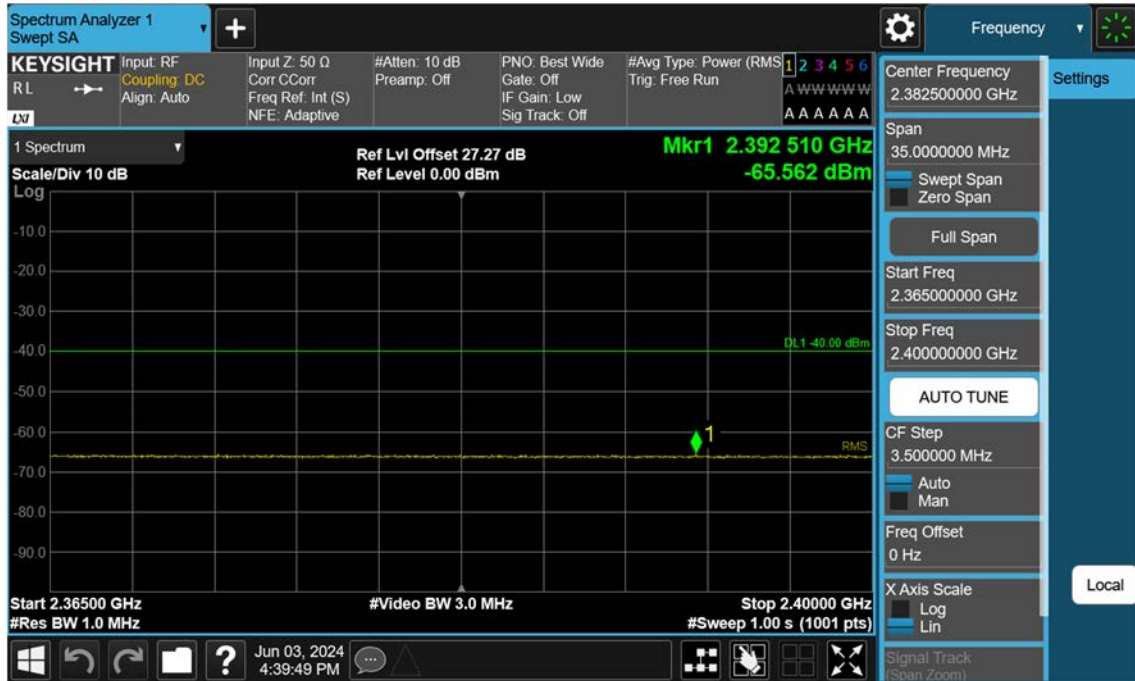 Spectrum Analyzer 1
Swept SA
+
Frequency
KEYSIGHT
RL
LXI
Input: RF
Coupling: DC
Align: Auto
Input Z: 50 Ω
Corr CCorr
Freq Ref: Int (S)
NFE: Adaptive
#Atten: 10 dB
Preamp: Off
PNO: Best Wide
Gate: Off
IF Gain: Low
Sig Track: Off
#Avg Type: Power (RMS
Trig: Free Run
1 2 3 4 5 6
A W W W W W
A A A A A A
1 Spectrum
Scale/Div 10 dB
Log
Ref Lvl Offset 27.27 dB
Ref Level 0.00 dBm
Mkr1 2.392 510 GHz
-65.562 dBm
-10.0
-20.0
-30.0
-40.0
DL1 -40.00 dBm
-50.0
-60.0
1
RMS
-70.0
-80.0
-90.0
Start 2.36500 GHz
#Video BW 3.0 MHz
Stop 2.40000 GHz
#Res BW 1.0 MHz
#Sweep 1.00 s (1001 pts)
Center Frequency
2.382500000 GHz
Span
35.0000000 MHz
Swept Span
Zero Span
Full Span
Start Freq
2.365000000 GHz
Stop Freq
2.400000000 GHz
AUTO TUNE
CF Step
3.500000 MHz
Auto
Man
Freq Offset
0 Hz
X Axis Scale
Log
Lin
Signal Track
(Span Zoom)
Settings
Local
?
Jun 03, 2024
4:39:49 PM